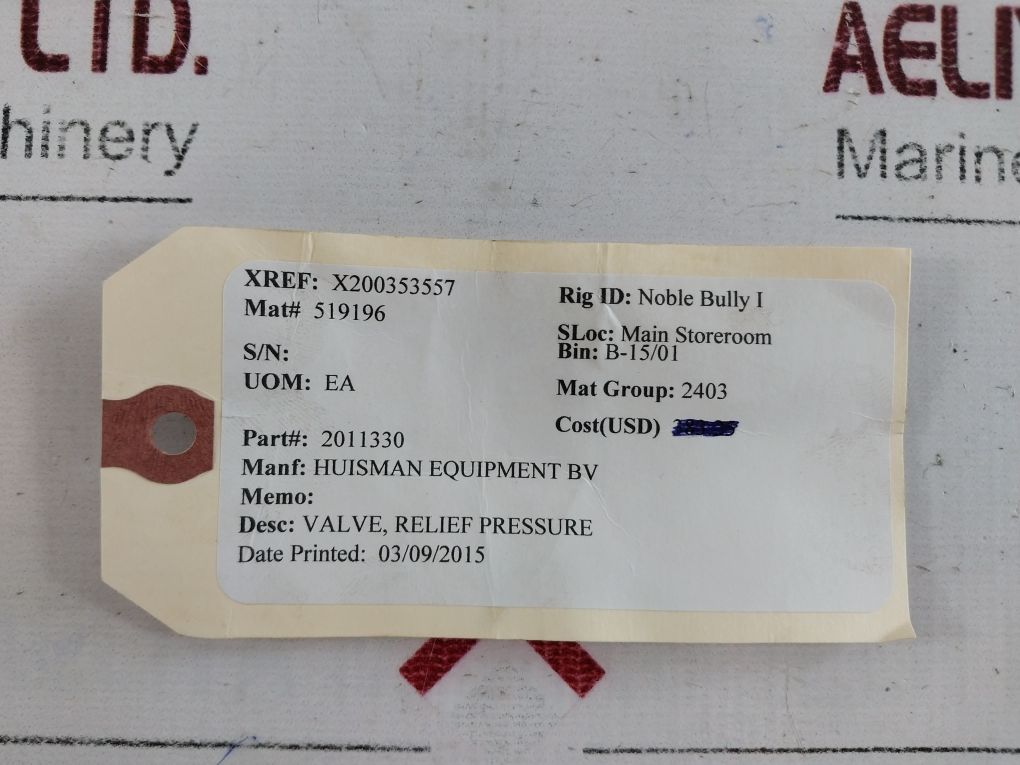 LTD.
AELI
hinery
Marine
XREF: X200353557
Mat# 519196
S/N:
UOM: EA
Part#: 2011330
Manf: HUISMAN EQUIPMENT BV
Memo:
Desc: VALVE, RELIEF PRESSURE
Date Printed: 03/09/2015
Rig ID: Noble Bully I
SLoc: Main Storeroom
Bin: B-15/01
Mat Group: 2403
Cost(USD)